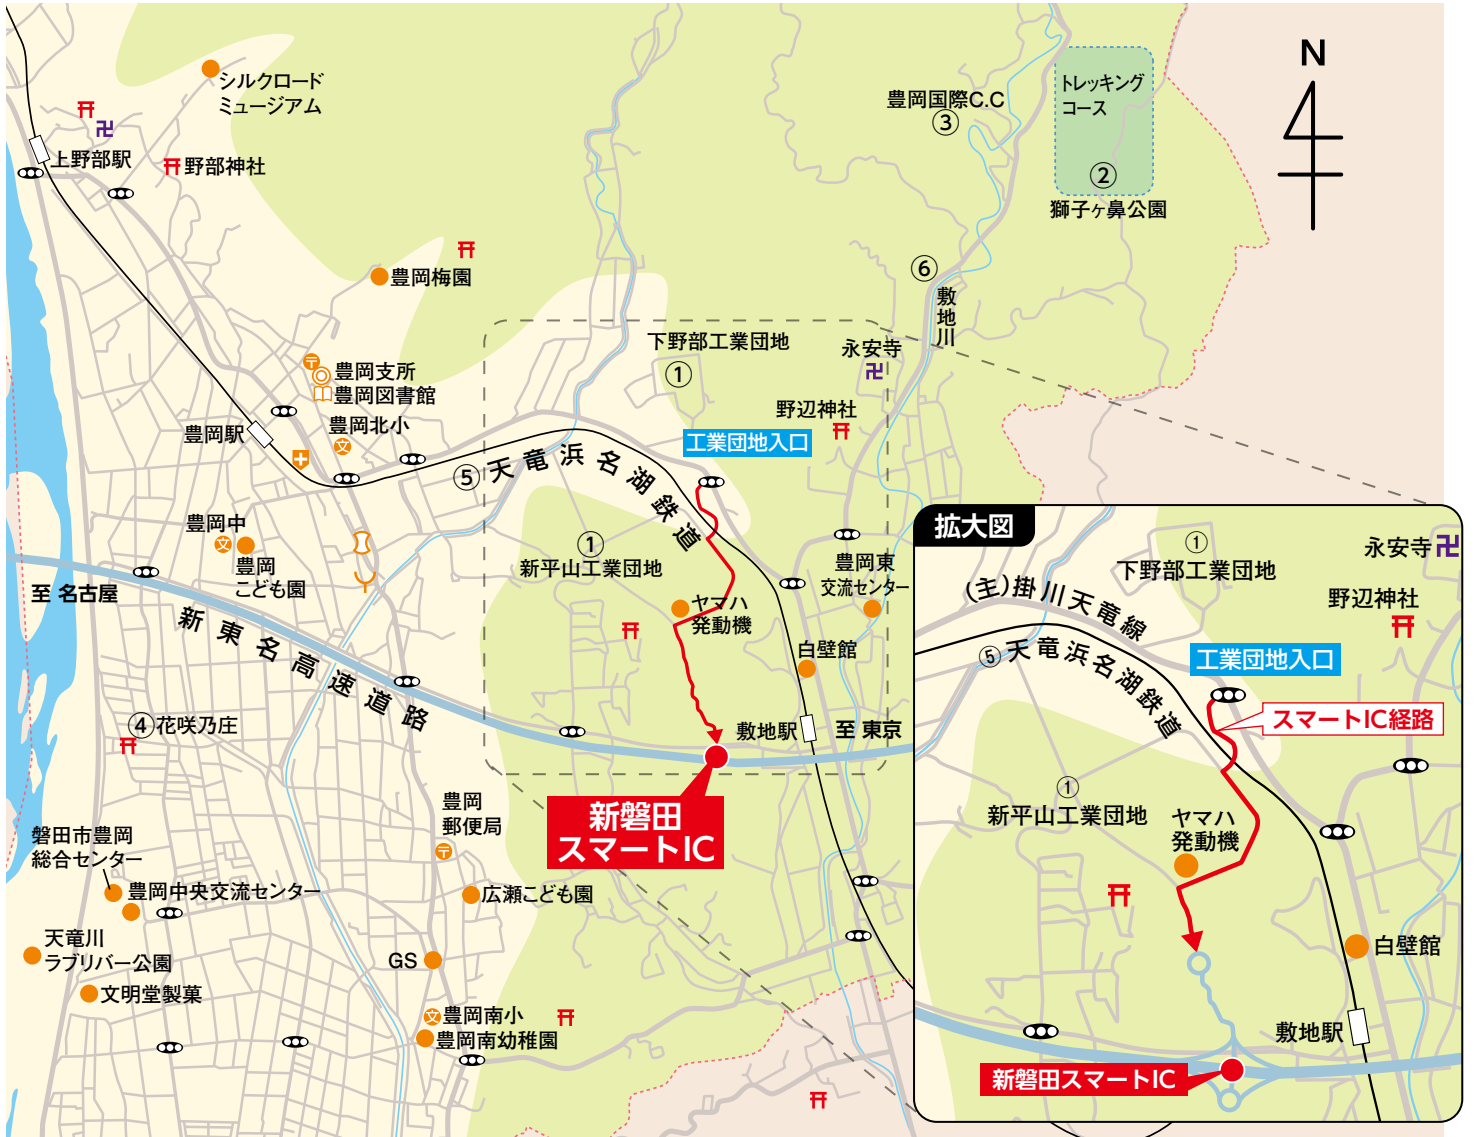 シルクロード
ミュージアム
上野部駅
野部神社
豊岡国際C.C
③
トレッキング
コース
②
獅子ヶ鼻公園
N
豊岡梅園
⑥
敷地川
下野部工業団地
①
永安寺
豊岡支所
豊岡図書館
豊岡北小
豊岡駅
野辺神社
工業団地入口
⑤天竜浜名湖鉄道
豊岡中
豊岡
こども園
①
新平山工業団地
ヤマハ
発動機
豊岡東
交流センター
白壁館
至 名古屋
新東名高速道路
④花咲乃庄
敷地駅
至 東京
新磐田
スマートIC
豊岡
郵便局
磐田市豊岡
総合センター
豊岡中央交流センター
広瀬こども園
天竜川
ラブリバー公園
GS
文明堂製菓
豊岡南小
豊岡南幼稚園
拡大図
①
下野部工業団地
永安寺
(主)掛川天竜線
野辺神社
⑤天竜浜名湖鉄道
工業団地入口
スマートIC経路
①
新平山工業団地
ヤマハ
発動機
白壁館
敷地駅
新磐田スマートIC